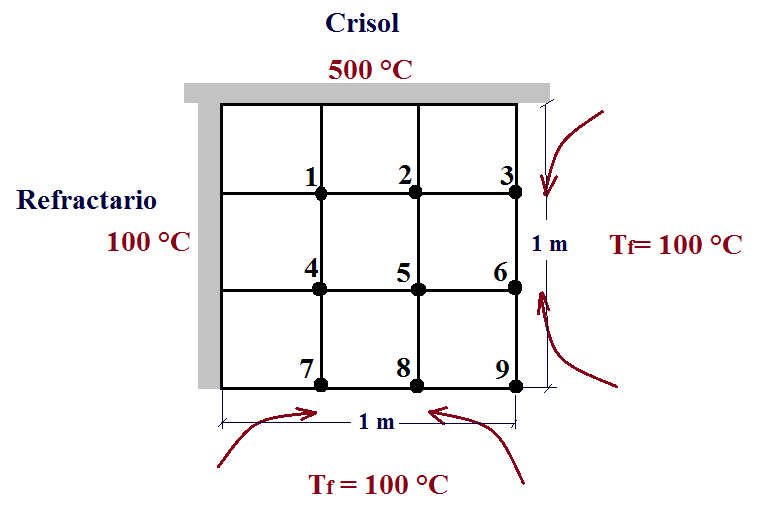 Crisol
500 °C
1
2
3
Refractario
100 °C
1 m
Tf= 100 °C
4
5
6
7
8
9
1 m
Tf = 100 °C